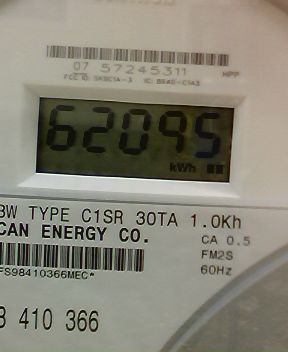 07 57245311
HPP
62095
kWh
3W TYPE C1SR 30TA 1.0Kh
CAN ENERGY CO.
CA 0.5
FM2S
60Hz
FS98410366MEC*
410 366